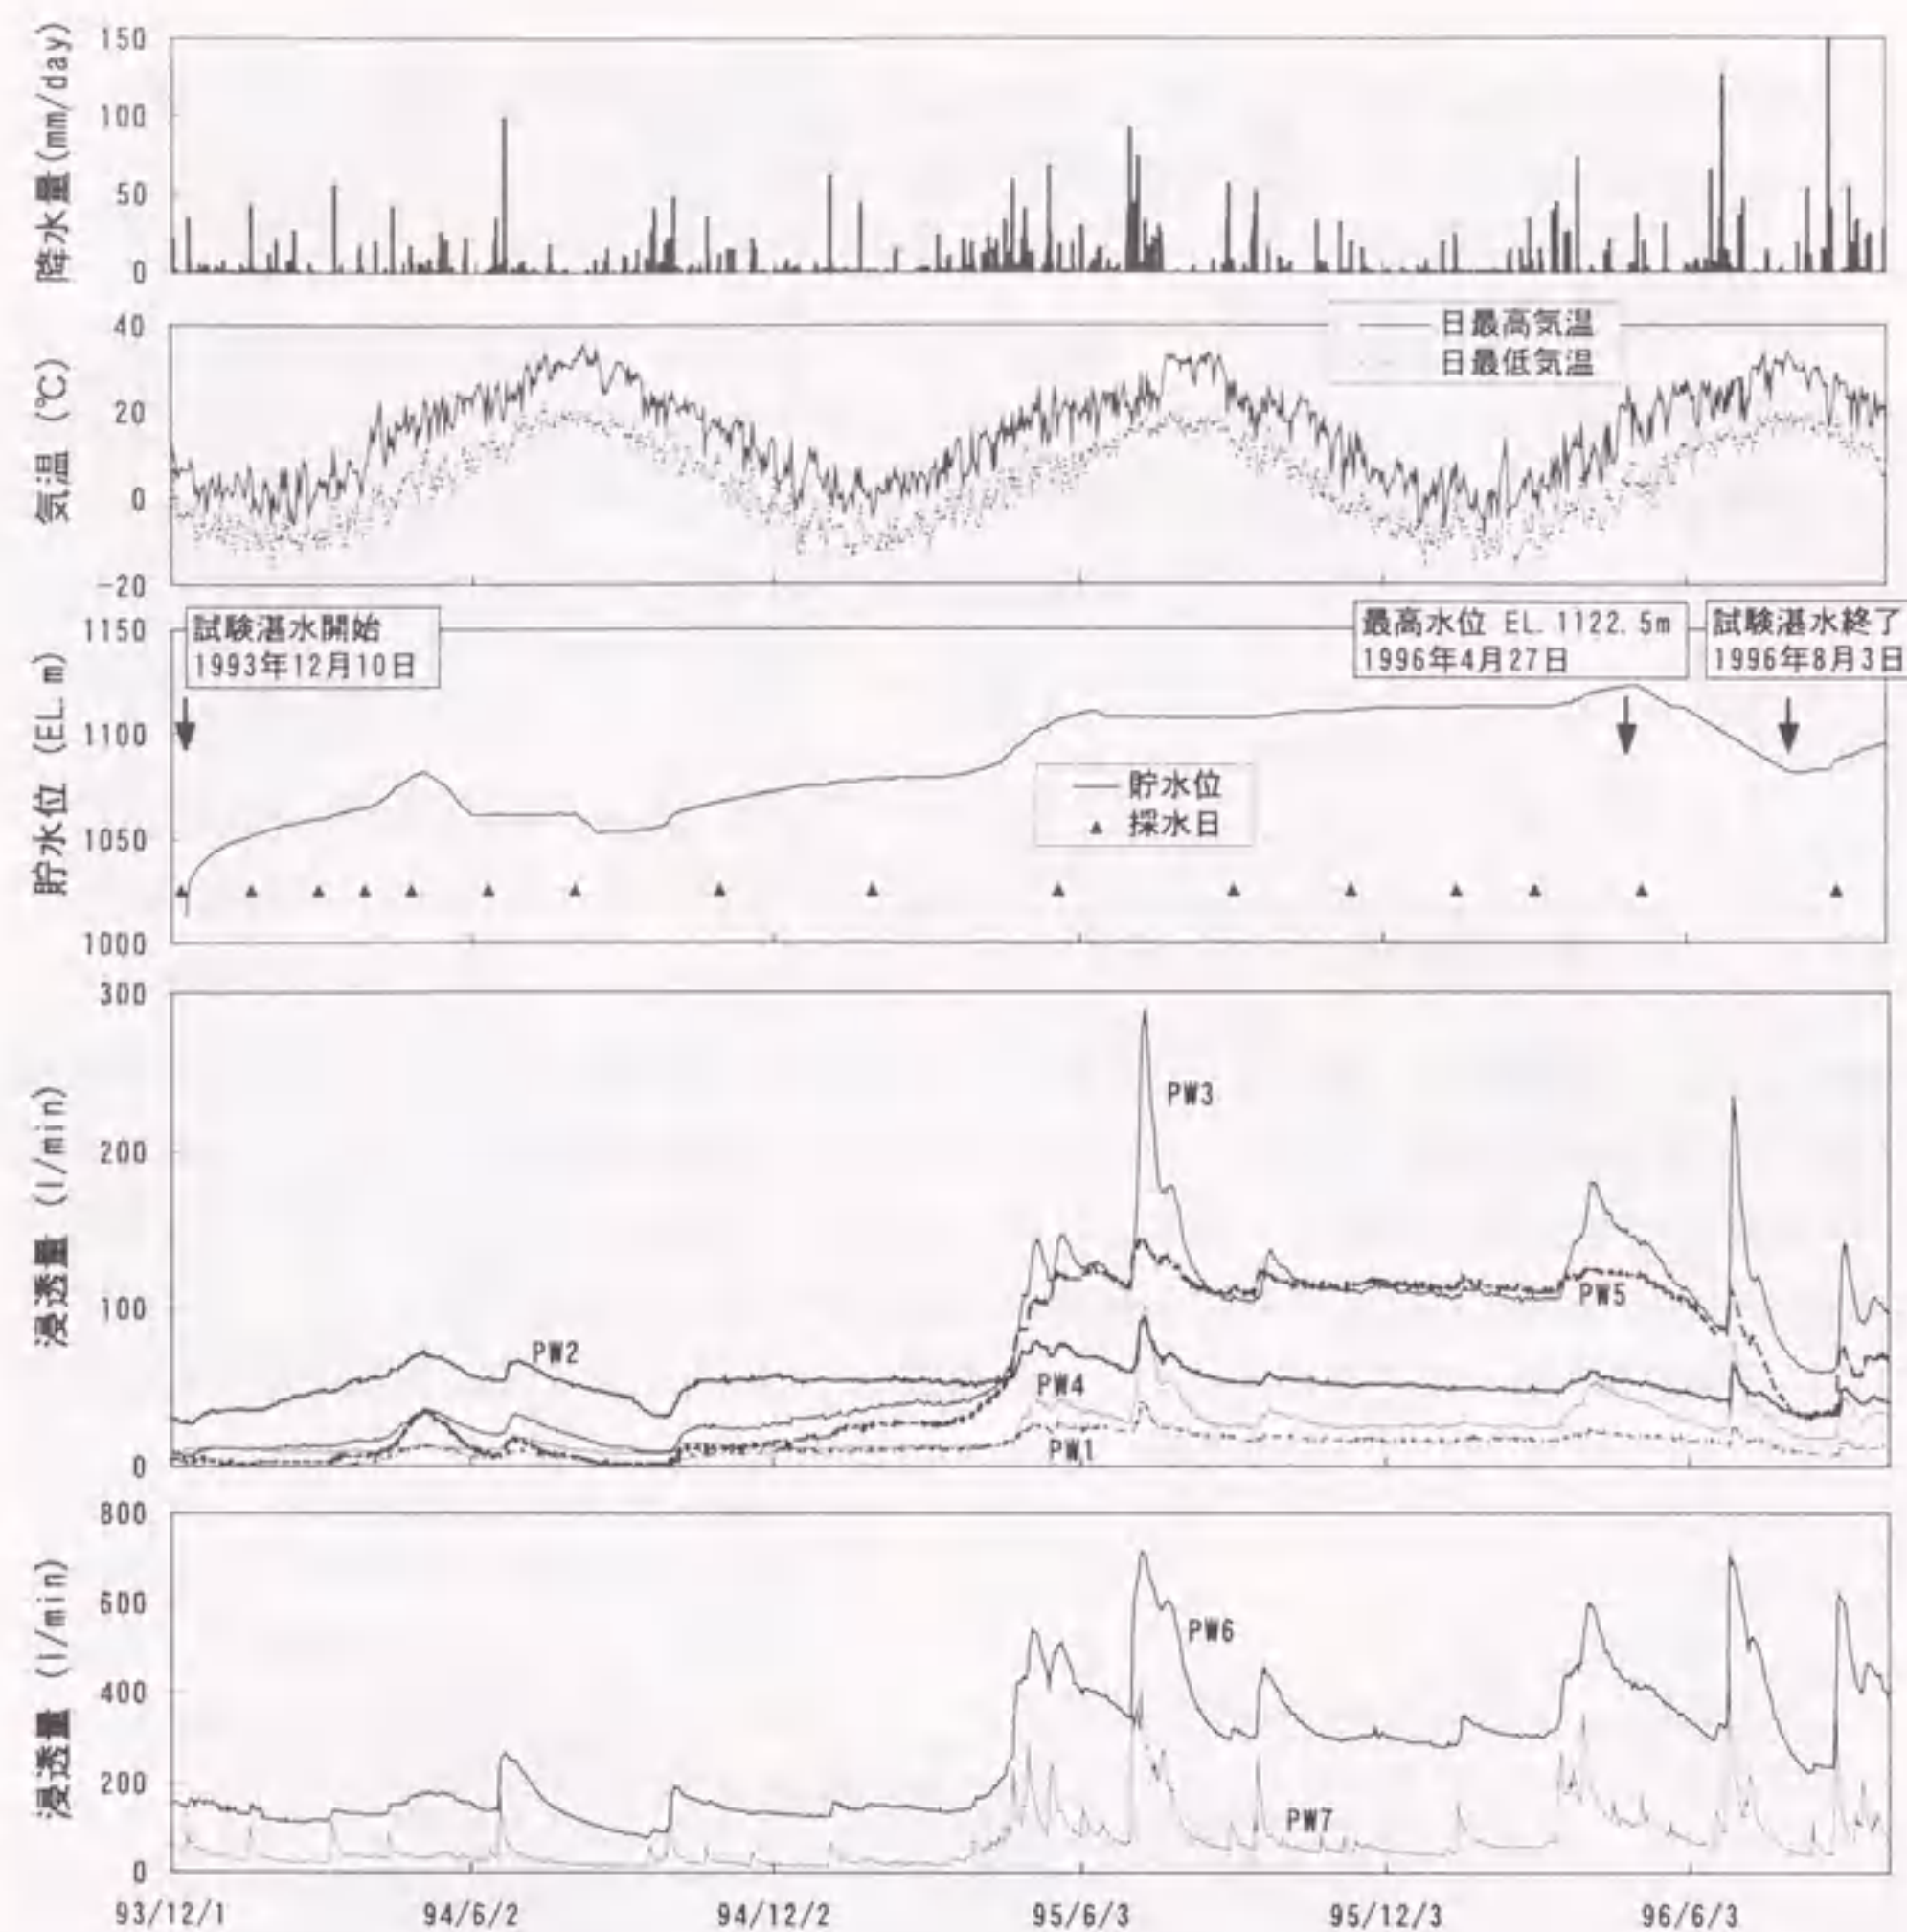 降水量(mm/day)
150
100
50
0
気温 (℃)
40
20
0
-20
日最高気温
日最低気温
貯水位 (EL.m)
1150
1100
1050
1000
試験湛水開始
1993年12月10日
最高水位 EL.1122.5m
1996年4月27日
試験湛水終了
1996年8月3日
貯水位
採水日
浸透量 (l/min)
300
200
100
0
PW3
PW2
PW5
PW4
PW1
浸透量 (l/min)
800
600
400
200
0
PW6
PW7
93/12/1
94/6/2
94/12/2
95/6/3
95/12/3
96/6/3